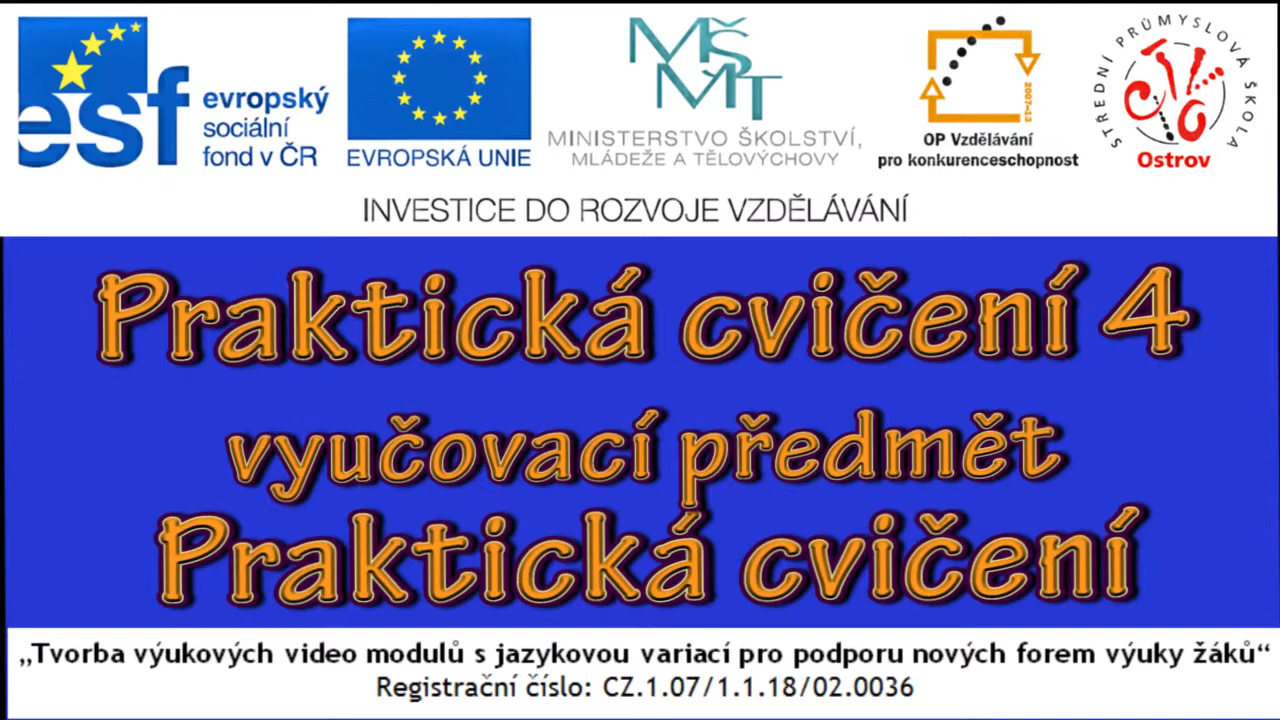 esf
evropský
sociální
fond v ČR
EVROPSKÁ UNIE
MŠMT
MINISTERSTVO ŠKOLSTVÍ,
MLÁDEŽE A TĚLOVÝCHOVY
2007-13
OP Vzdělávání
pro konkurenceschopnost
STŘEDNÍ PRŮMYSLOVÁ ŠKOLA
Ostrov
INVESTICE DO ROZVOJE VZDĚLÁVÁNÍ
Praktická cvičení 4
vyučovací předmět
Praktická cvičení
„Tvorba výukových video modulů s jazykovou variací pro podporu nových forem výuky žáků“
Registrační číslo: CZ.1.07/1.1.18/02.0036